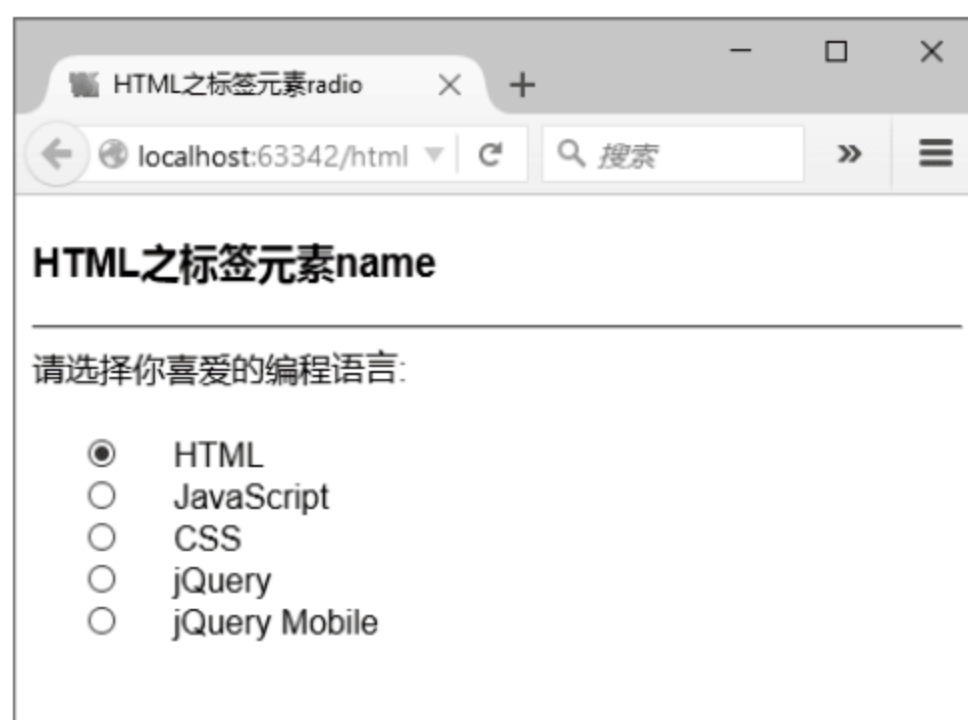 HTML之标签元素radio
localhost:63342/html
搜索
HTML之标签元素name
请选择你喜爱的编程语言:
HTML
JavaScript
CSS
jQuery
jQuery Mobile